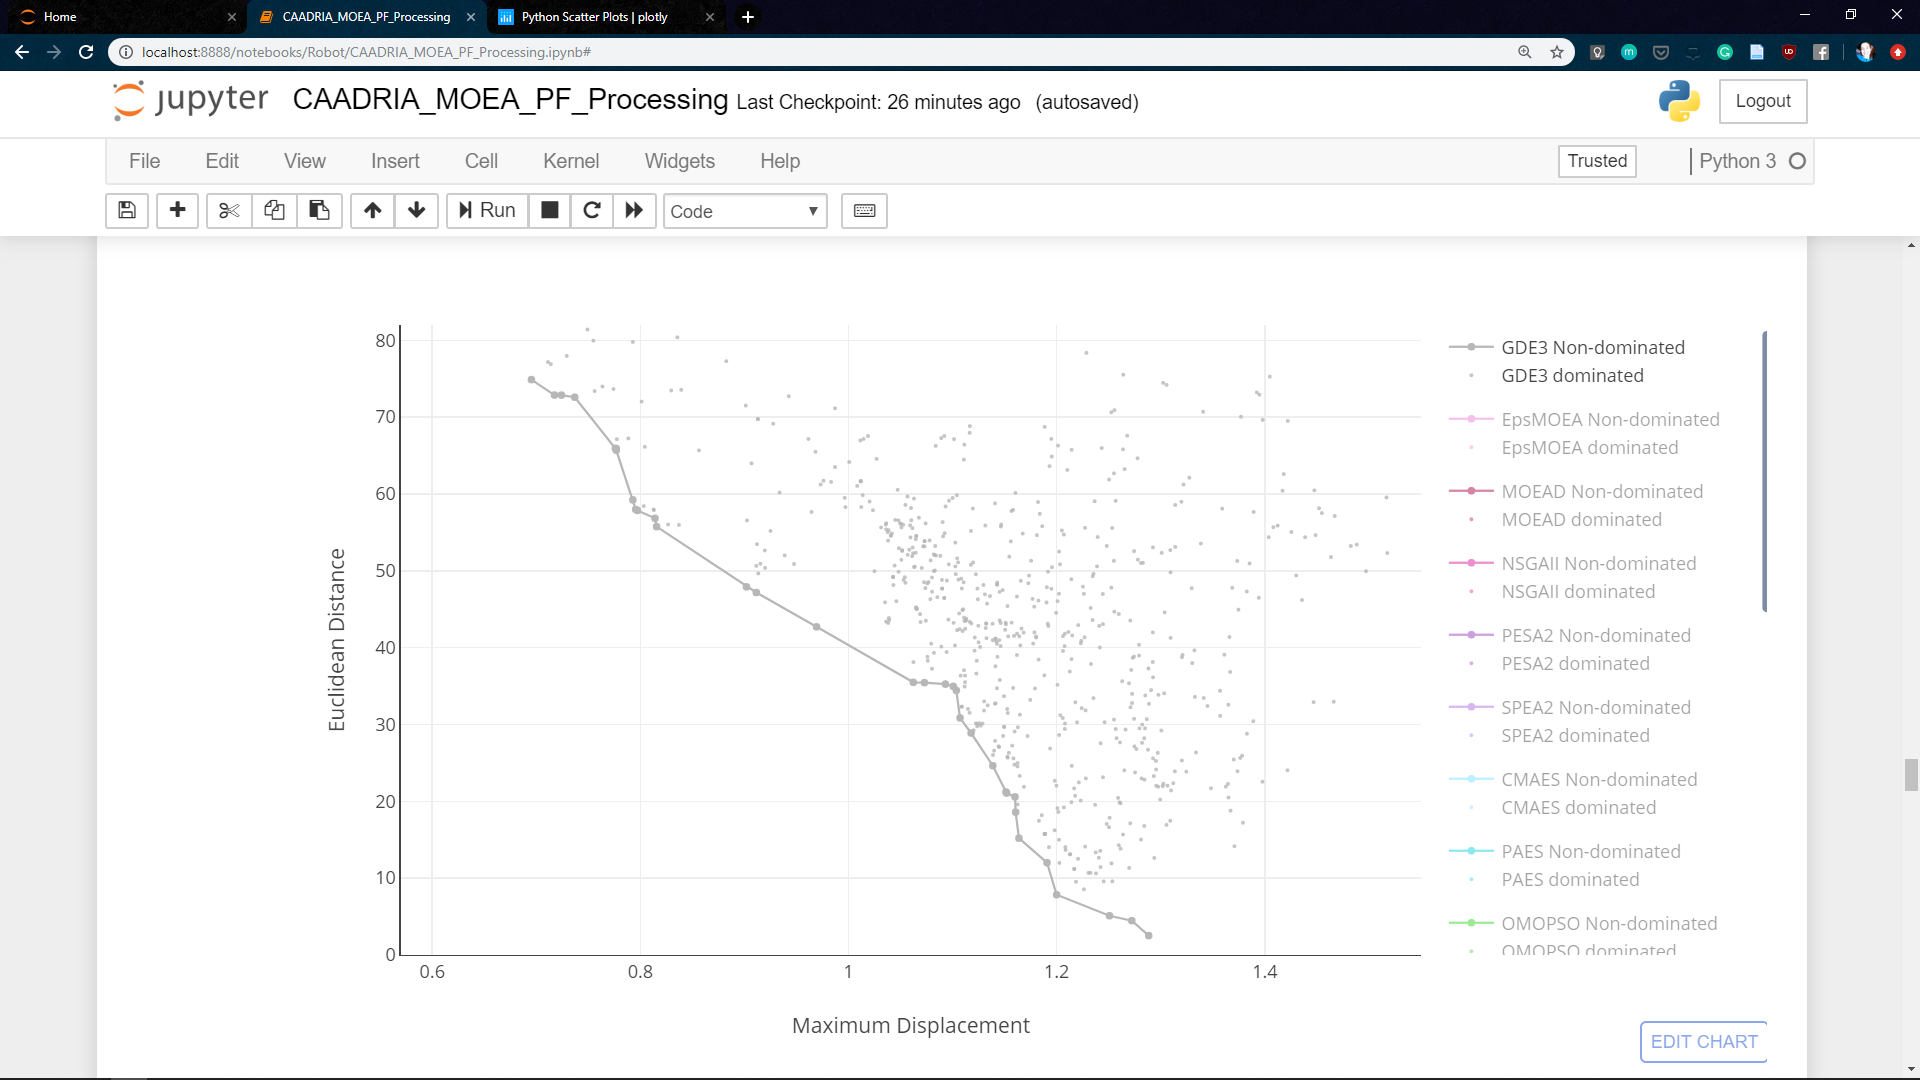 Home
CAADRIA_MOEA_PF_Processing
Python Scatter Plots | plotly
localhost:8888/notebooks/Robot/CAADRIA_MOEA_PF_Processing.ipynb#
jupyter CAADRIA_MOEA_PF_Processing Last Checkpoint: 26 minutes ago (autosaved)
Logout
File Edit View Insert Cell Kernel Widgets Help
Trusted
Python 3
Run
Code
80
70
60
50
40
30
20
10
0
0.6 0.8 1 1.2 1.4
Euclidean Distance
Maximum Displacement
GDE3 Non-dominated
GDE3 dominated
EpsMOEA Non-dominated
EpsMOEA dominated
MOEAD Non-dominated
MOEAD dominated
NSGAII Non-dominated
NSGAII dominated
PESA2 Non-dominated
PESA2 dominated
SPEA2 Non-dominated
SPEA2 dominated
CMAES Non-dominated
CMAES dominated
PAES Non-dominated
PAES dominated
OMOPSO Non-dominated
OMOPSO dominated
EDIT CHART